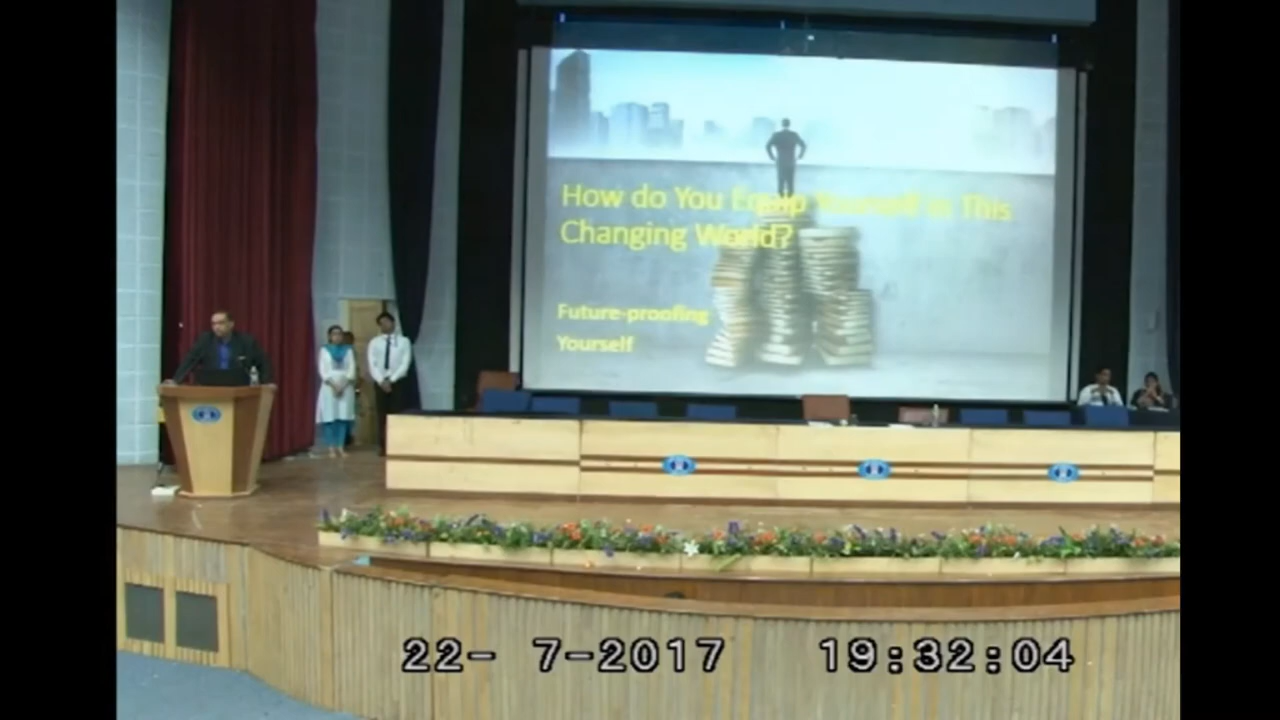 How do You Equip Yourself in This
Changing World?
Future-proofing
Yourself
22- 7-2017 19:32:04